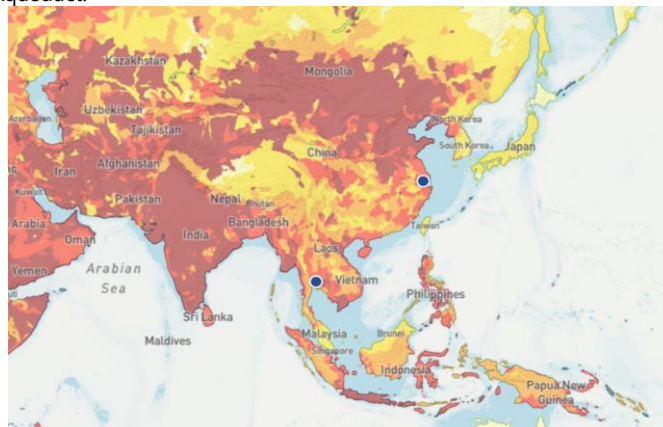 Kazakhstan
Mongolia
Uzbekistan
Azerbaijan
North Korea
Tajikistan
South Korea
Japan
China
Afghanistan
Iran
Kuwait
Pakistan
Nepal
Bhutan
Bangladesh
Arabia
India
Taiwan
Oman
Laos
Yemen
Arabian
Sea
Vietnam
Philippines
Sri Lanka
Maldives
Malaysia
Brunei
Singapore
Indonesia
Papua New
Guinea